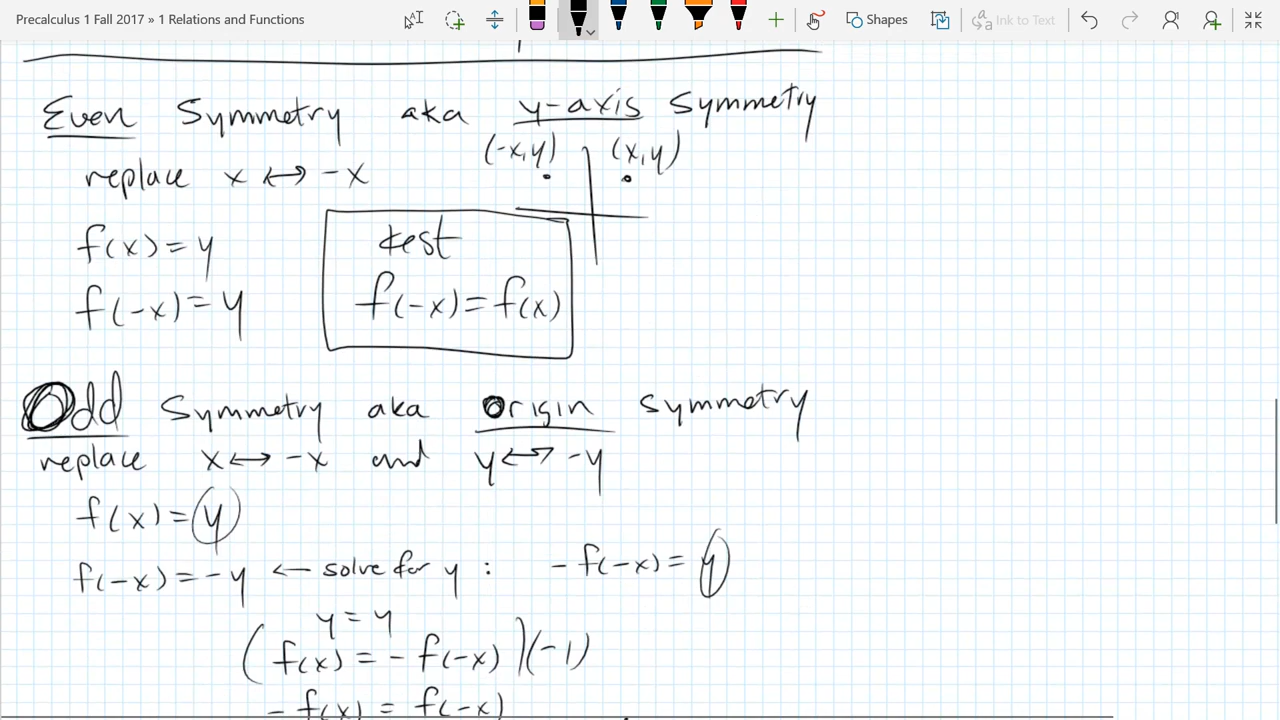 Precalculus 1 Fall 2017 » 1 Relations and Functions
Shapes
Ink to Text
Even Symmetry aka y-axis symmetry
replace x ↔ -x
(-x,y) (x,y)
f(x) = y
f(-x) = y
test
f(-x) = f(x)
Odd Symmetry aka Origin symmetry
replace x ↔ -x and y ↔ -y
f(x) = y
f(-x) = -y ← solve for y : - f(-x) = y
y = y
( f(x) = - f(-x) )(-1)
- f(x) = f(-x)